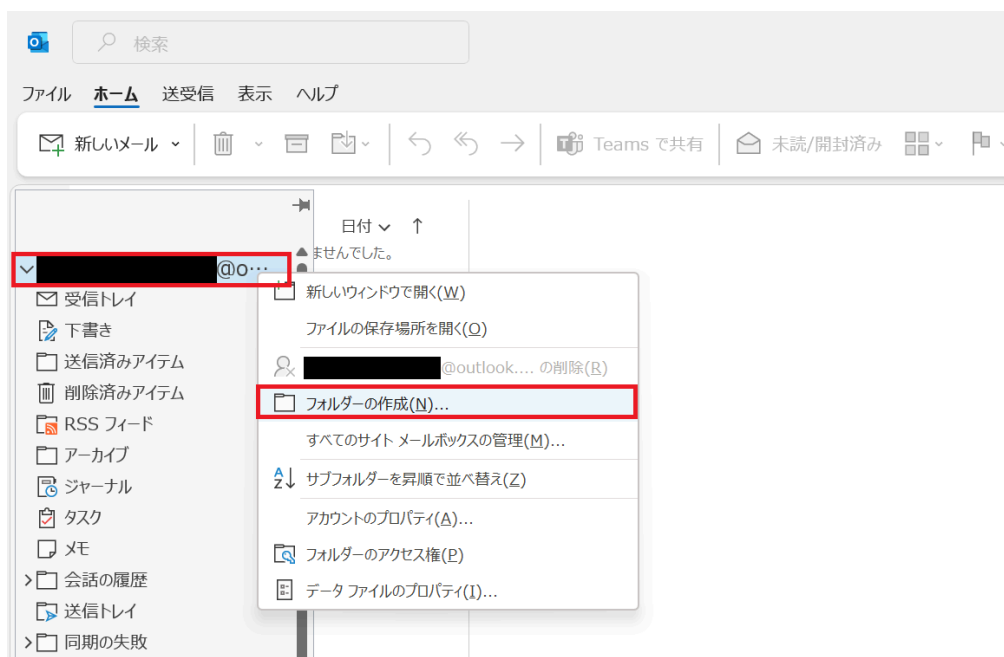 検索
ファイル ホーム 送受信 表示 ヘルプ
新しいメール Teams で共有 未読/開封済み
日付 ↑
ませんでした。
@o…
受信トレイ
下書き
送信済みアイテム
削除済みアイテム
RSS フィード
アーカイブ
ジャーナル
タスク
メモ
会話の履歴
送信トレイ
同期の失敗
新しいウィンドウで開く(W)
ファイルの保存場所を開く(O)
@outlook.... の削除(R)
フォルダーの作成(N)...
すべてのサイト メールボックスの管理(M)...
サブフォルダーを昇順で並べ替え(Z)
アカウントのプロパティ(A)...
フォルダーのアクセス権(P)
データ ファイルのプロパティ(I)...